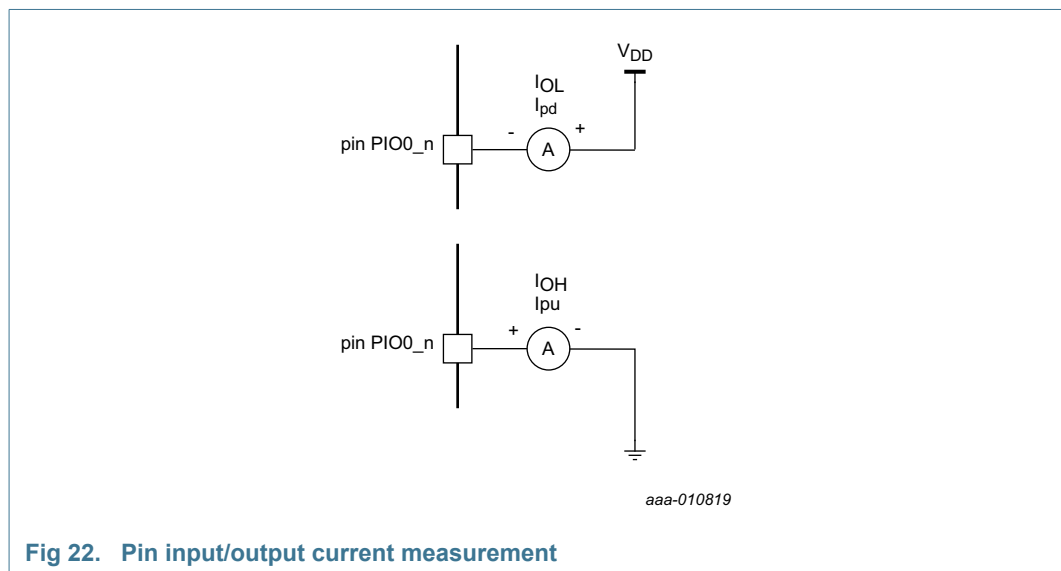 VDD
IOL
Ipd
pin PIO0_n
-
A
+
IOH
Ipu
pin PIO0_n
+
A
-
aaa-010819
Fig 22. Pin input/output current measurement